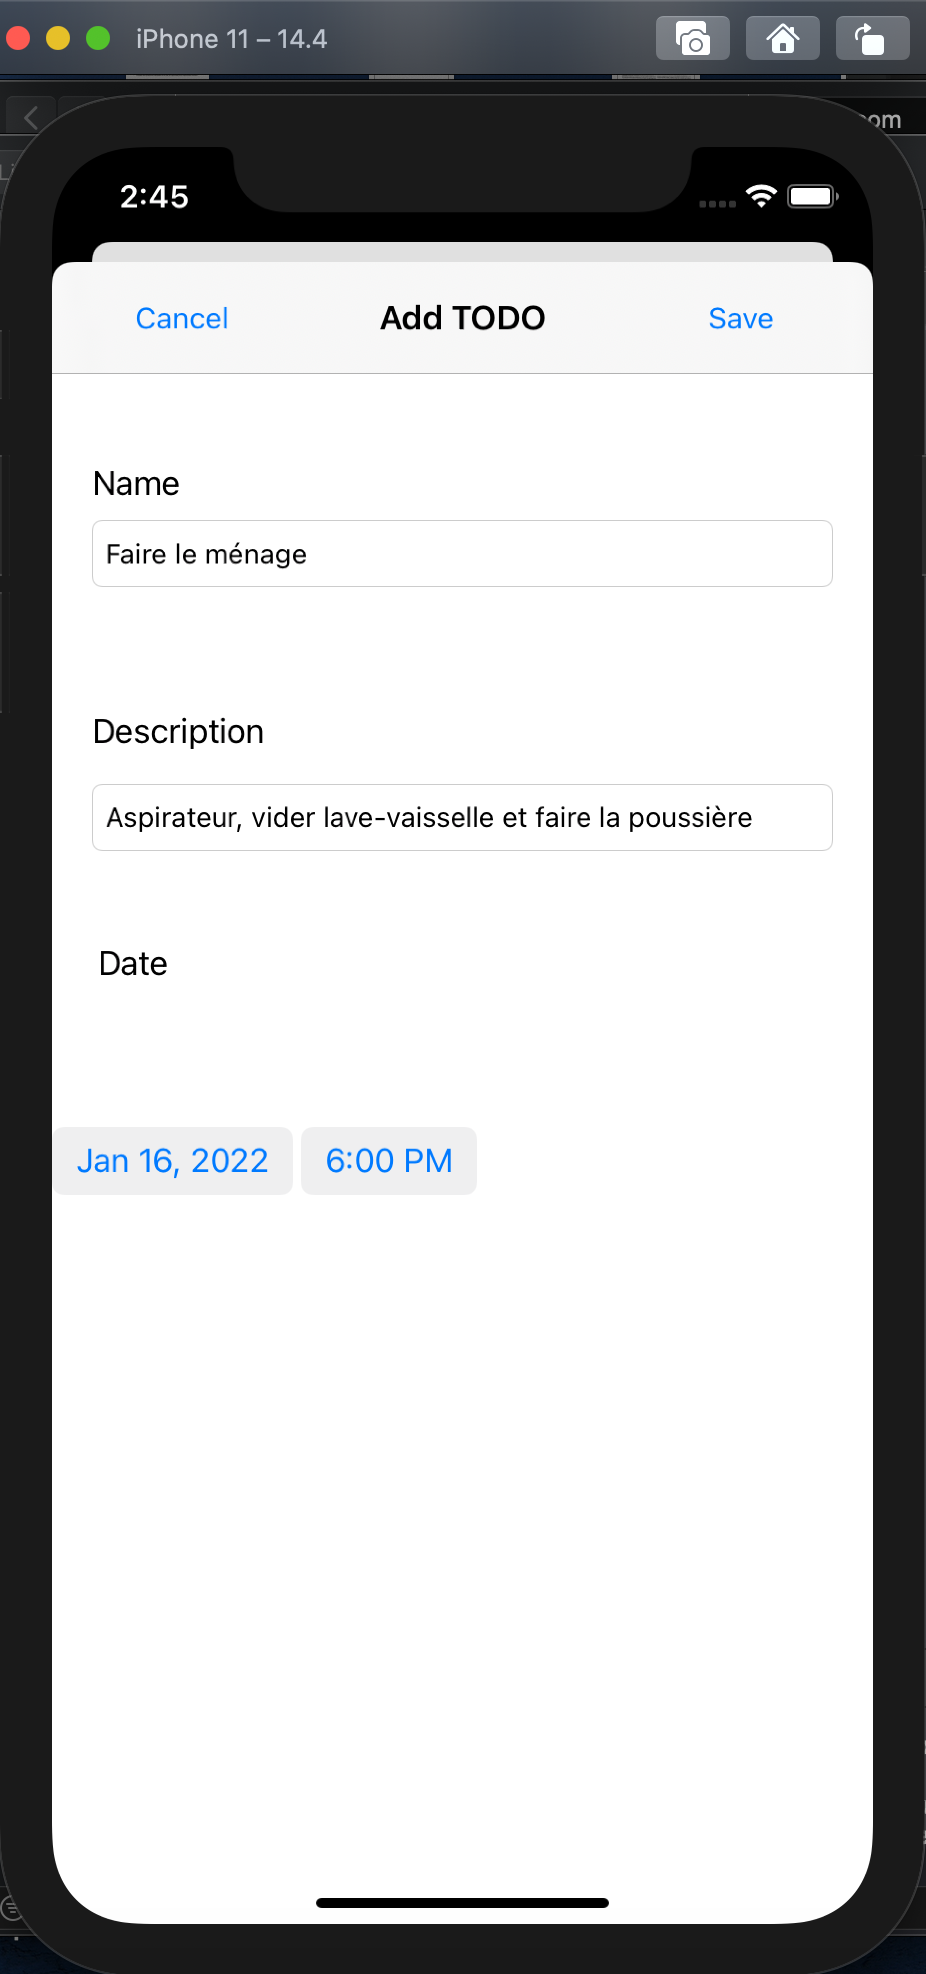 iPhone 11 – 14.4
2:45
Cancel Add TODO Save
Name
Faire le ménage
Description
Aspirateur, vider lave-vaisselle et faire la poussière
Date
Jan 16, 2022 6:00 PM